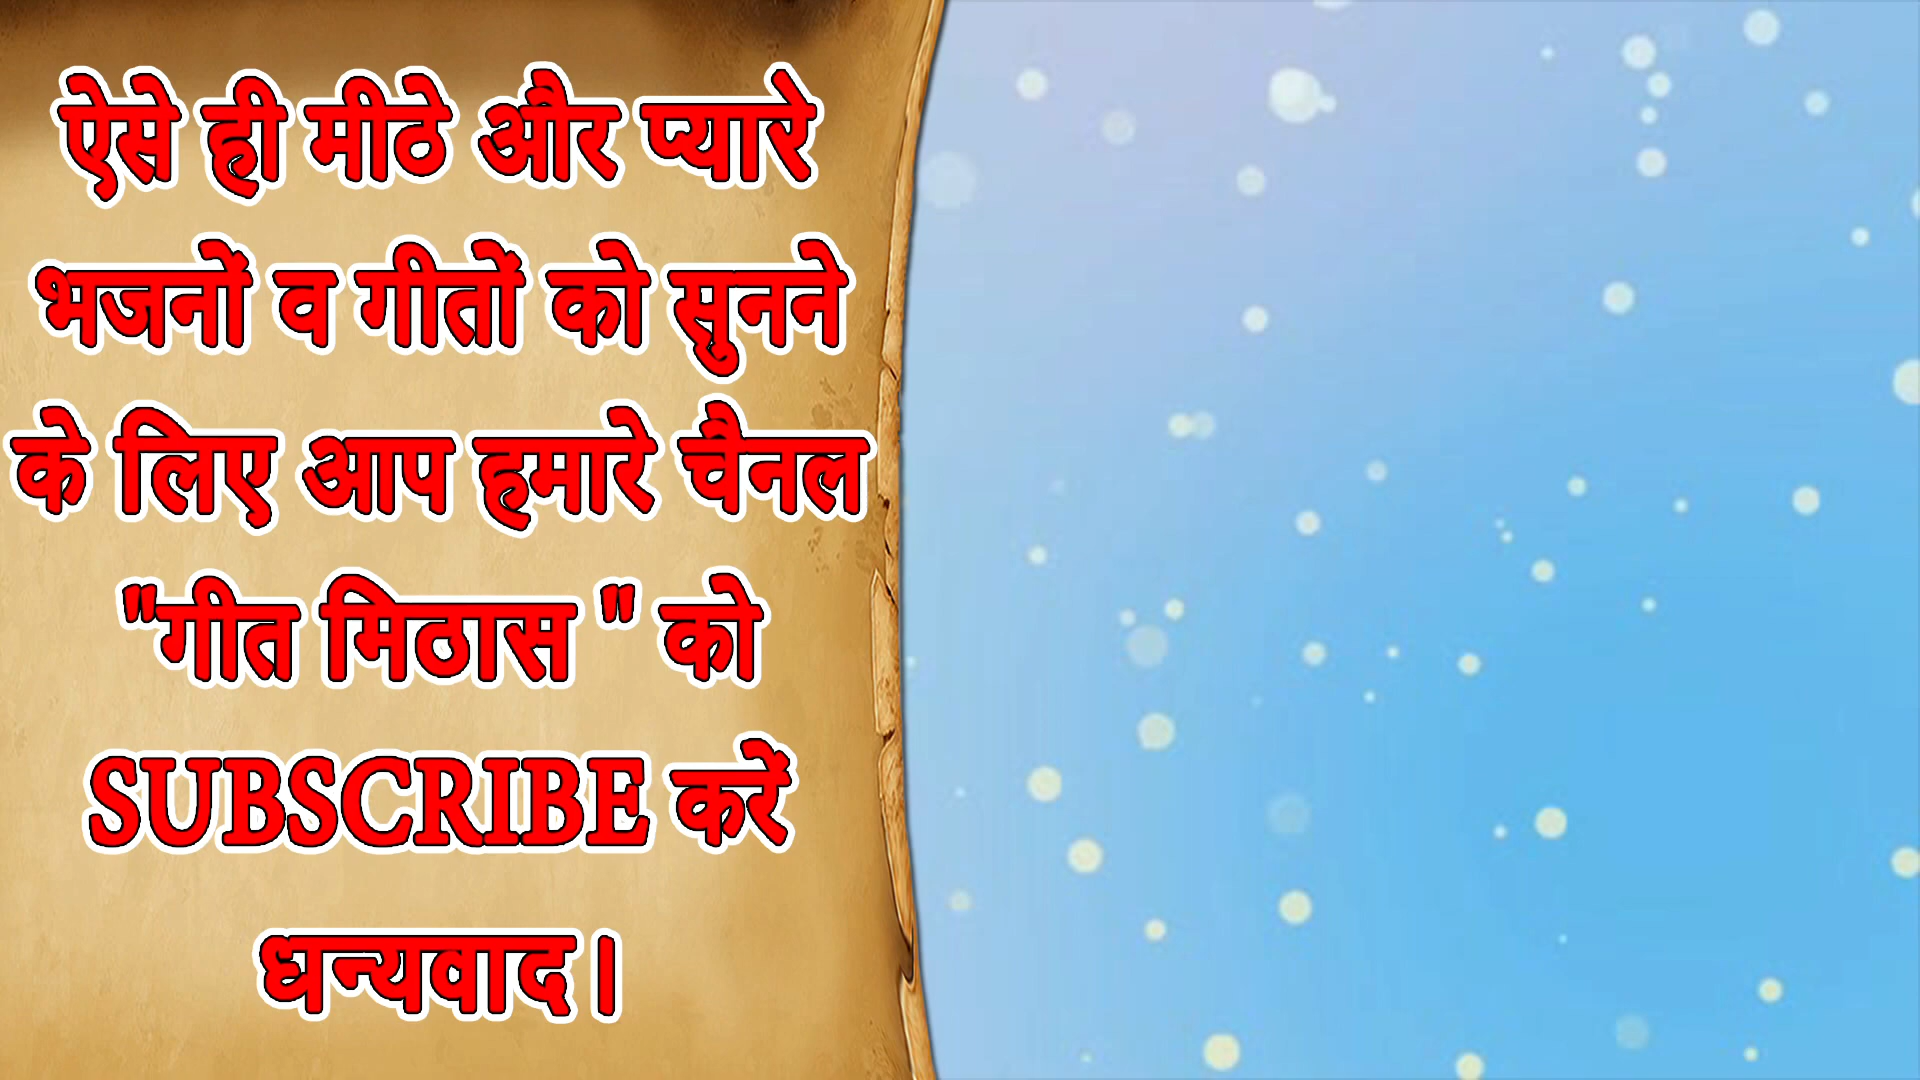 ऐसे ही मीठे और प्यारे
भजनों व गीतों को सुनने
के लिए आप हमारे चैनल
"गीत मिठास " को
SUBSCRIBE करें
धन्यवाद।